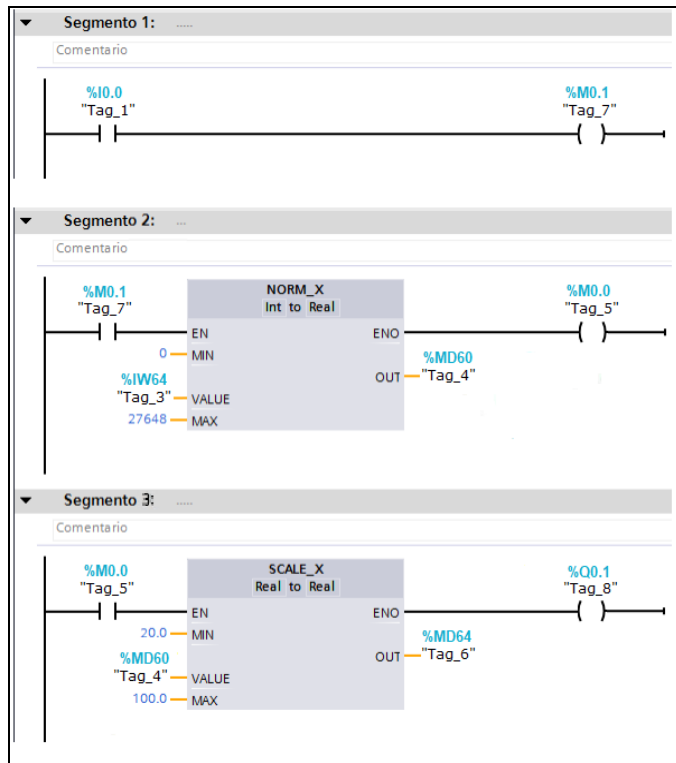 Segmento 1: .....
Comentario
%I0.0 %M0.1
"Tag_1" "Tag_7"
Segmento 2: ...
Comentario
%M0.1 NORM_X %M0.0
"Tag_7" Int to Real "Tag_5"
EN ENO
0 MIN %MD60
%IW64 OUT "Tag_4"
"Tag_3" VALUE
27648 MAX
Segmento 3: .....
Comentario
%M0.0 SCALE_X %Q0.1
"Tag_5" Real to Real "Tag_8"
EN ENO
20.0 MIN %MD64
%MD60 OUT "Tag_6"
"Tag_4" VALUE
100.0 MAX